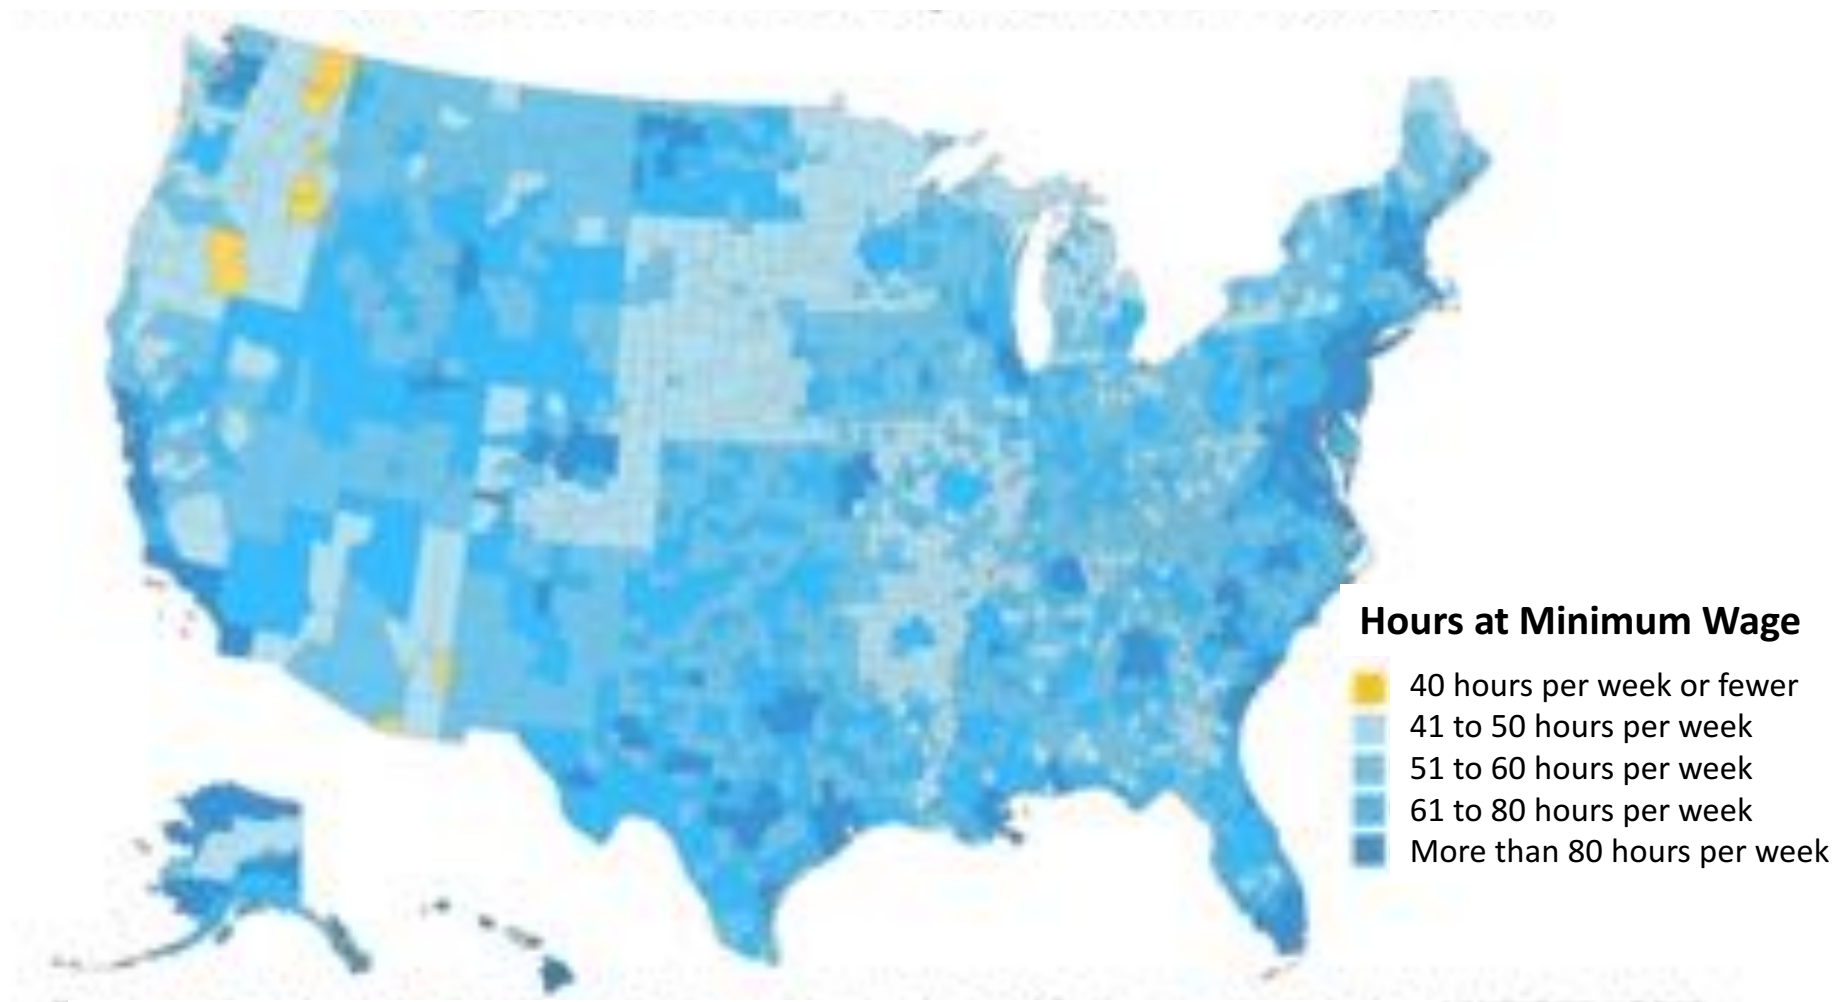 Hours at Minimum Wage
40 hours per week or fewer
41 to 50 hours per week
51 to 60 hours per week
61 to 80 hours per week
More than 80 hours per week